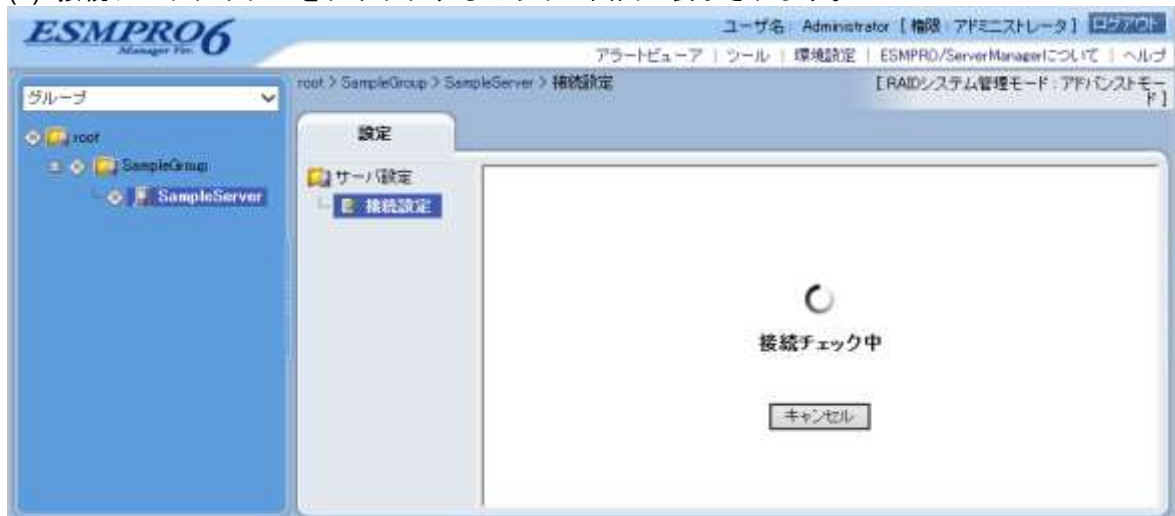 ESMPRO6
Manager Ver.
ユーザ名: Administrator [ 権限: アドミニストレータ ] ログアウト
アラートビューア | ツール | 環境設定 | ESMPRO/ServerManagerについて | ヘルプ
グループ
root > SampleGroup > SampleServer > 接続設定
[ RAIDシステム管理モード : アドバンストモード ]
root
SampleGroup
SampleServer
設定
サーバ設定
接続設定
接続チェック中
キャンセル